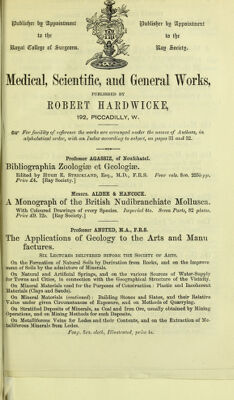 Publisher by Appointment
to the
Royal College of Surgeons.
Publisher by Appointment
to the
Ray Society.
Medical, Scientific, and General Works,
PUBLISHED BY
ROBERT HARDWICKE,
192, PICCADILLY, W.
☞ For facility of reference the works are arranged under the names of Authors, in
alphabetical order, with an Index according to subject, on pages 31 and 32.
Professor AGASSIZ, of Neufchatel.
Bibliographia Zoologiæ et Geologiæ.
Edited by HUGH E. STRICKLAND, Esq., M.D., F.R.S. Four vols. 8vo. 2350 pp.
Price £4. [Ray Society.]
Messrs. ALDER & HANCOCK.
A Monograph of the British Nudibranchiate Mollusca.
With Coloured Drawings of every Species. Imperial 4to. Seven Parts, 82 plates.
Price £9. 12s. [Ray Society.]
Professor ANSTED, M.A., F.R.S.
The Applications of Geology to the Arts and Manu
factures.
SIX LECTURES DELIVERED BEFORE THE SOCIETY OF ARTS.
On the Formation of Natural Soils by Derivation from Rocks, and on the Improve
ment of Soils by the admixture of Minerals.
On Natural and Artificial Springs, and on the various Sources of Water-Supply
for Towns and Cities, in connection with the Geographical Structure of the Vicinity.
On Mineral Materials used for the Purposes of Construction: Plastic and Incoherent
Materials (Clays and Sands).
On Mineral Materials (continued): Building Stones and Slates, and their Relative
Value under given Circumstances of Exposure, and on Methods of Quarrying.
On Stratified Deposits of Minerals, as Coal and Iron Ore, usually obtained by Mining
Operations, and on Mining Methods for such Deposits.
On Metalliferous Veins for Lodes and their Contents, and on the Extraction of Me
talliferous Minerals from Lodes.
Fcap. 8vo. cloth, Illustrated, price 4s.